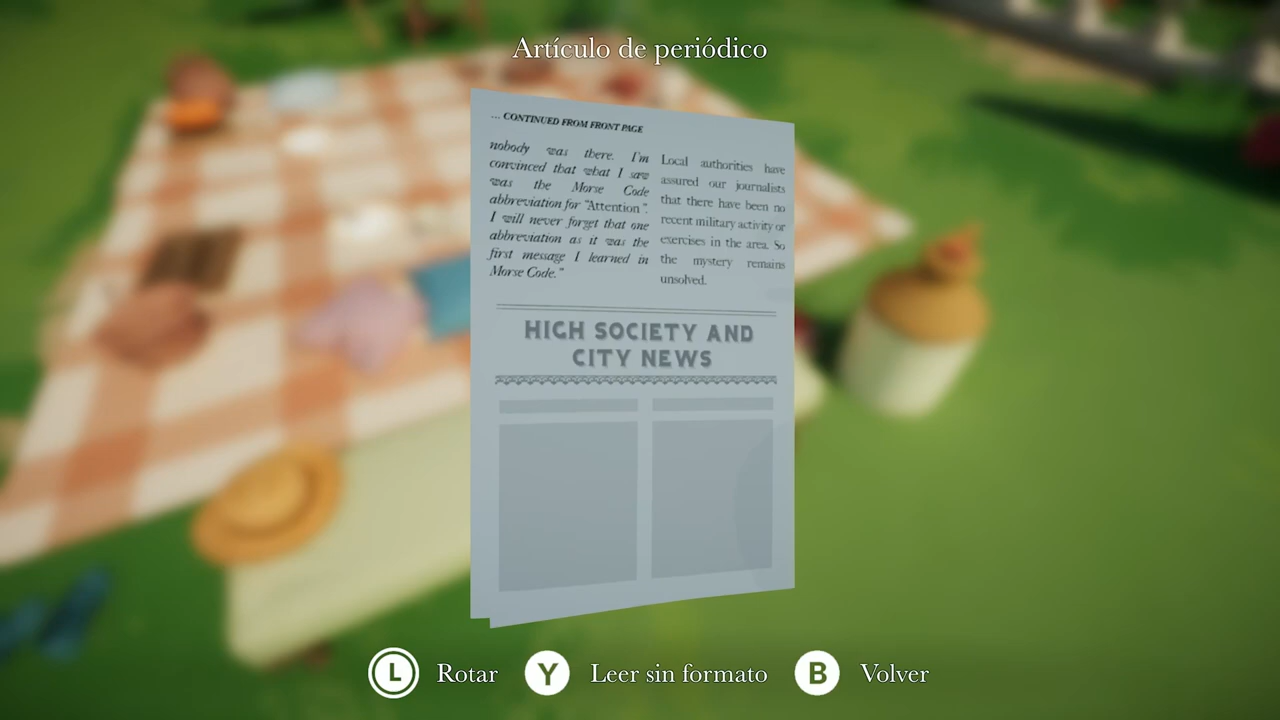 Artículo de periódico
... CONTINUED FROM FRONT PAGE
nobody was there. I'm
convinced that what I saw
was the Morse Code
abbreviation for "Attention".
I will never forget that one
abbreviation as it was the
first message I learned in
Morse Code."
Local authorities have
assured our journalists
that there have been no
recent military activity or
exercises in the area. So
the mystery remains
unsolved.
HIGH SOCIETY AND
CITY NEWS
L Rotar Y Leer sin formato B Volver